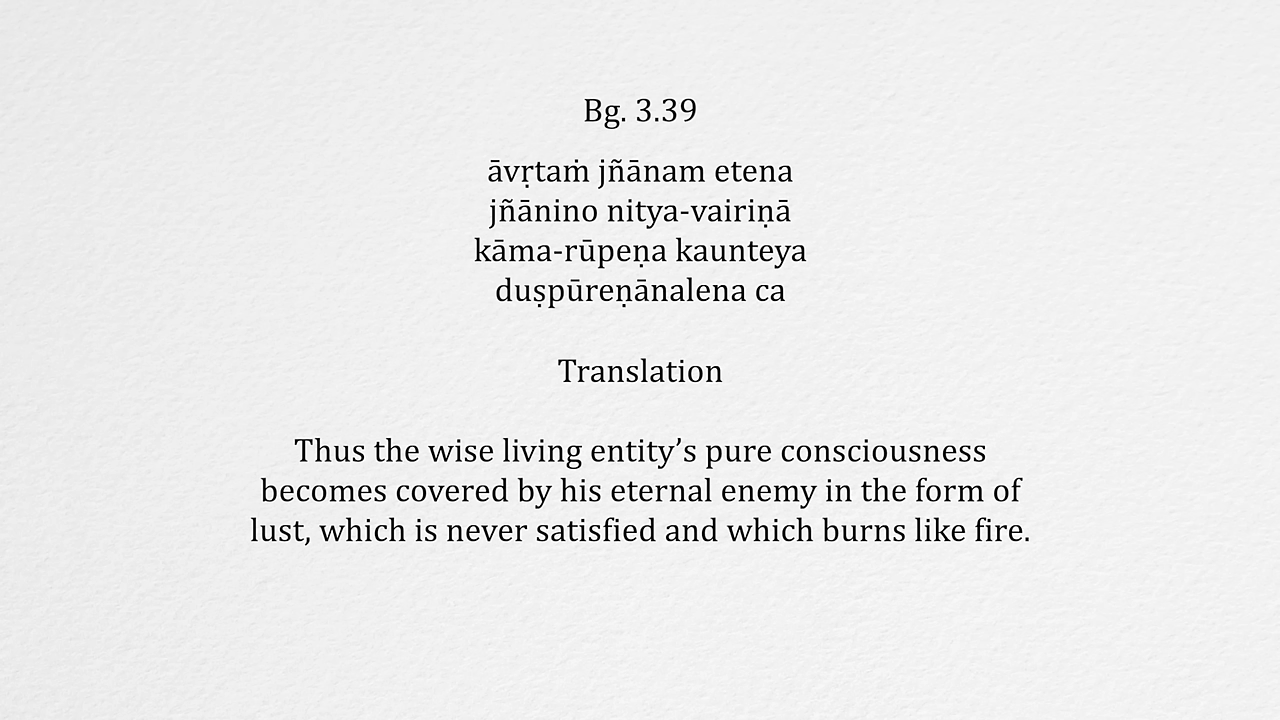 Bg. 3.39
āvṛtaṁ jñānam etena
jñānino nitya-vairiṇā
kāma-rūpeṇa kaunteya
duṣpūreṇānalena ca
Translation
Thus the wise living entity’s pure consciousness
becomes covered by his eternal enemy in the form of
lust, which is never satisfied and which burns like fire.